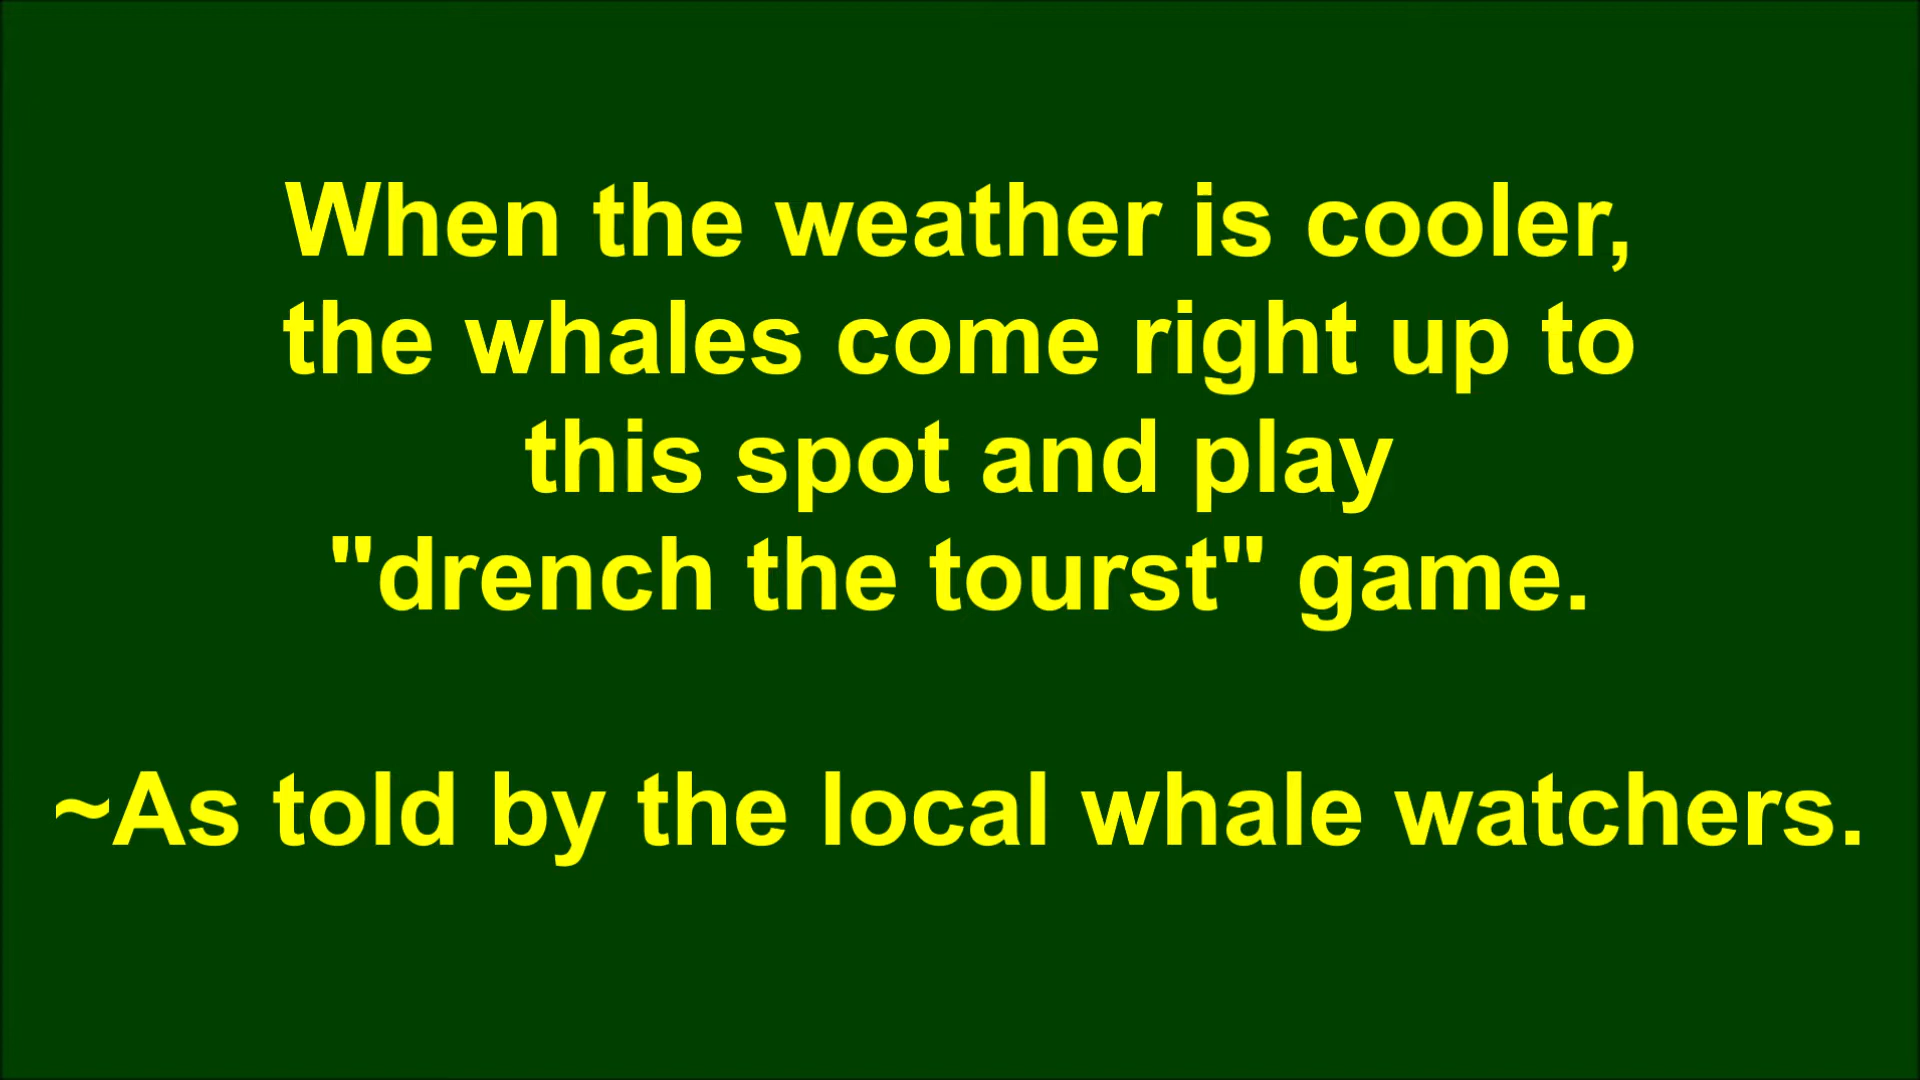 When the weather is cooler,
the whales come right up to
this spot and play
"drench the tourst" game.
~As told by the local whale watchers.